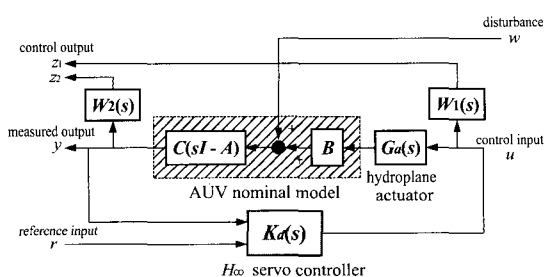 disturbance
w
control output
z1
z2
W2(s)
W1(s)
measured output
y
C(sI - A)
+
+
B
Ga(s)
control input
u
hydroplane
actuator
AUV nominal model
reference input
r
Kd(s)
H∞ servo controller